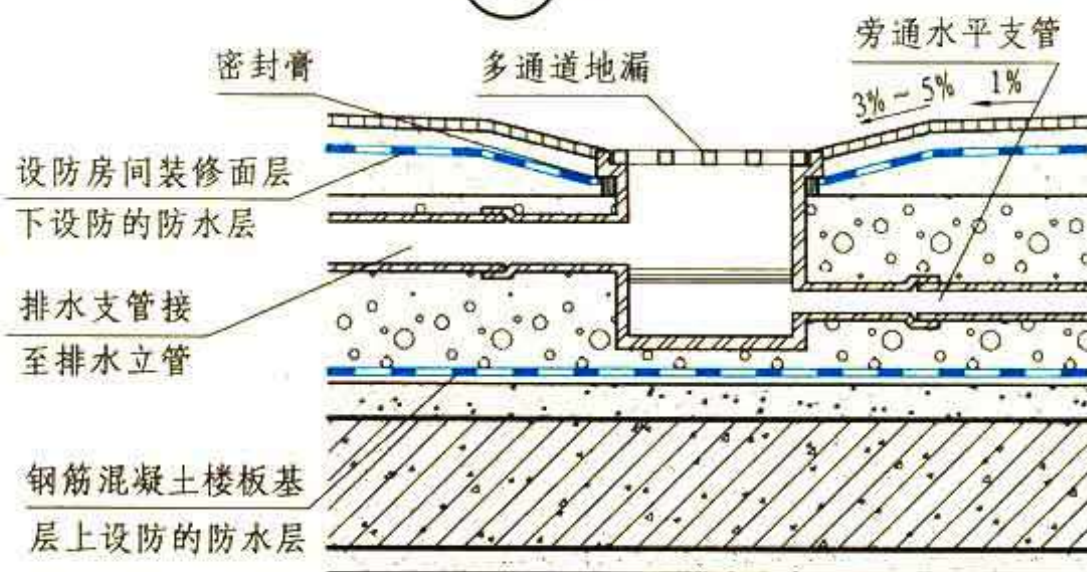 旁通水平支管
密封膏
多通道地漏
3%~5%
1%
设防房间装修面层
下设防的防水层
排水支管接
至排水立管
钢筋混凝土楼板基
层上设防的防水层